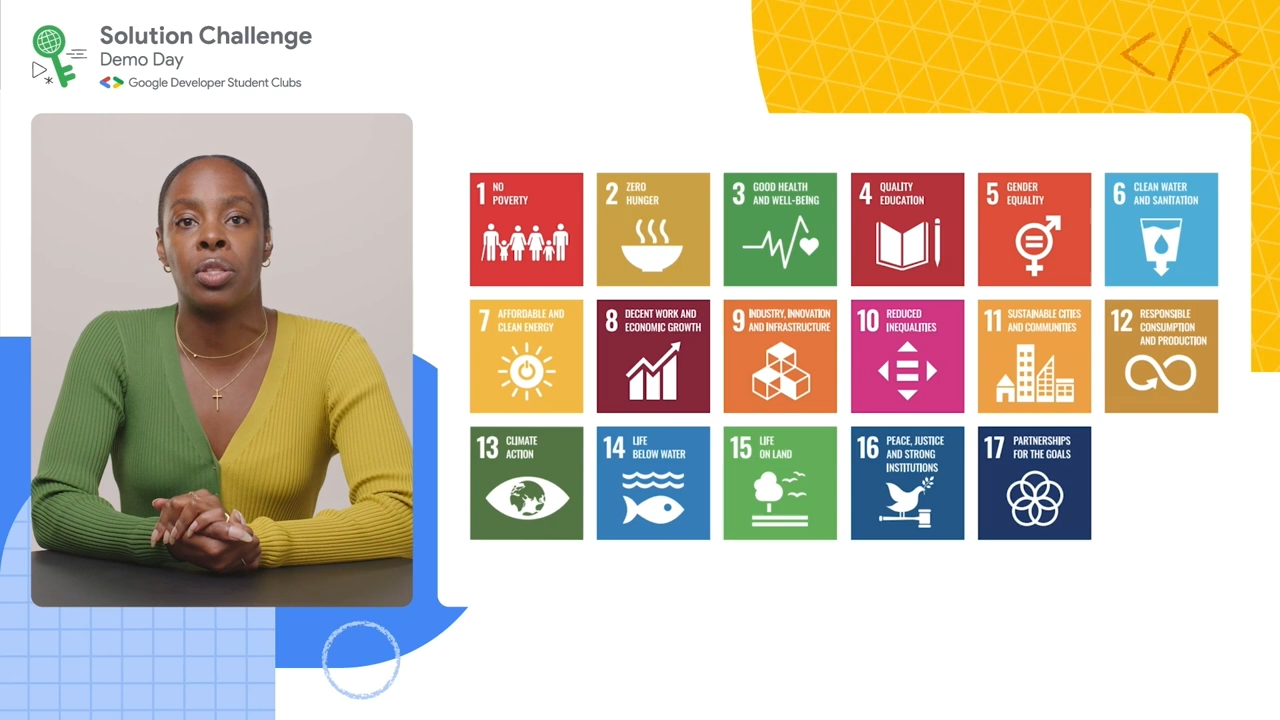 Solution Challenge
Demo Day
Google Developer Student Clubs
</>
1 NO
POVERTY
2 ZERO
HUNGER
3 GOOD HEALTH
AND WELL-BEING
4 QUALITY
EDUCATION
5 GENDER
EQUALITY
6 CLEAN WATER
AND SANITATION
7 AFFORDABLE AND
CLEAN ENERGY
8 DECENT WORK AND
ECONOMIC GROWTH
9 INDUSTRY, INNOVATION
AND INFRASTRUCTURE
10 REDUCED
INEQUALITIES
11 SUSTAINABLE CITIES
AND COMMUNITIES
12 RESPONSIBLE
CONSUMPTION
AND PRODUCTION
13 CLIMATE
ACTION
14 LIFE
BELOW WATER
15 LIFE
ON LAND
16 PEACE, JUSTICE
AND STRONG
INSTITUTIONS
17 PARTNERSHIPS
FOR THE GOALS